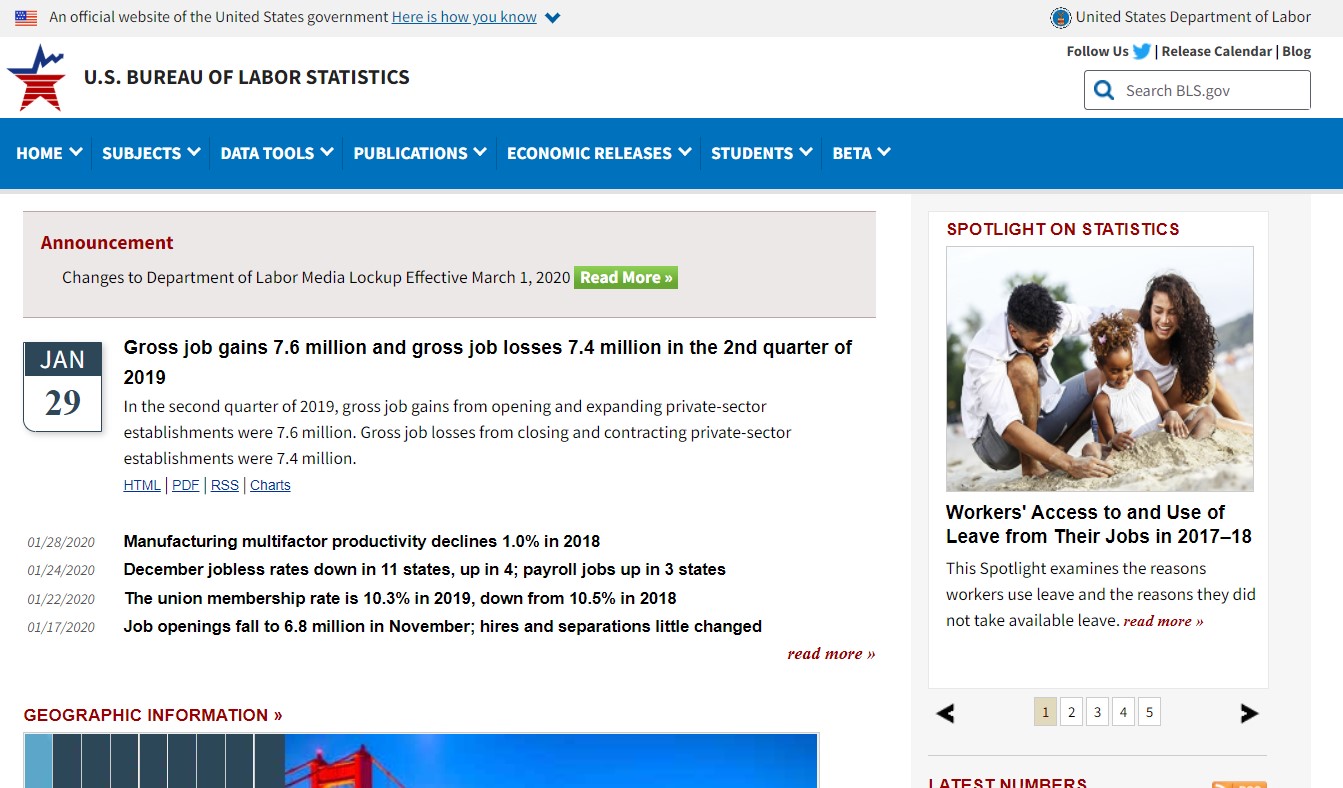 An official website of the United States government Here is how you know
United States Department of Labor
Follow Us | Release Calendar | Blog
U.S. BUREAU OF LABOR STATISTICS
Search BLS.gov
HOME SUBJECTS DATA TOOLS PUBLICATIONS ECONOMIC RELEASES STUDENTS BETA
Announcement
Changes to Department of Labor Media Lockup Effective March 1, 2020 Read More »
JAN
29
Gross job gains 7.6 million and gross job losses 7.4 million in the 2nd quarter of
2019
In the second quarter of 2019, gross job gains from opening and expanding private-sector
establishments were 7.6 million. Gross job losses from closing and contracting private-sector
establishments were 7.4 million.
HTML | PDF | RSS | Charts
01/28/2020 Manufacturing multifactor productivity declines 1.0% in 2018
01/24/2020 December jobless rates down in 11 states, up in 4; payroll jobs up in 3 states
01/22/2020 The union membership rate is 10.3% in 2019, down from 10.5% in 2018
01/17/2020 Job openings fall to 6.8 million in November; hires and separations little changed
read more »
GEOGRAPHIC INFORMATION »
SPOTLIGHT ON STATISTICS
Workers' Access to and Use of
Leave from Their Jobs in 2017–18
This Spotlight examines the reasons
workers use leave and the reasons they did
not take available leave. read more »
1 2 3 4 5
LATEST NUMBERS